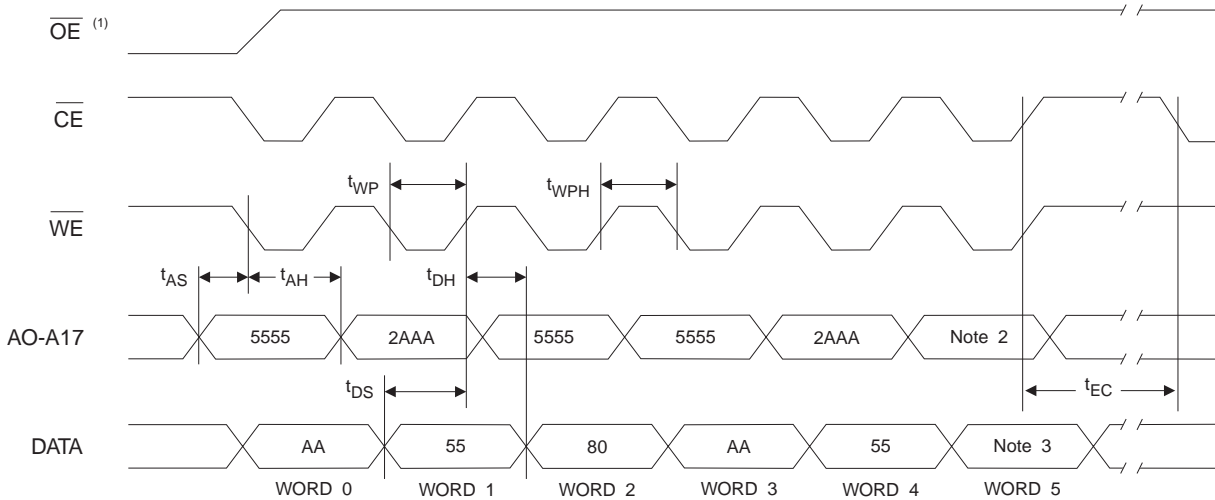 OE (1)
CE
tWP
tWPH
WE
tAS
tAH
tDH
AO-A17
5555
2AAA
5555
5555
2AAA
Note 2
tDS
tEC
DATA
AA
55
80
AA
55
Note 3
WORD 0
WORD 1
WORD 2
WORD 3
WORD 4
WORD 5